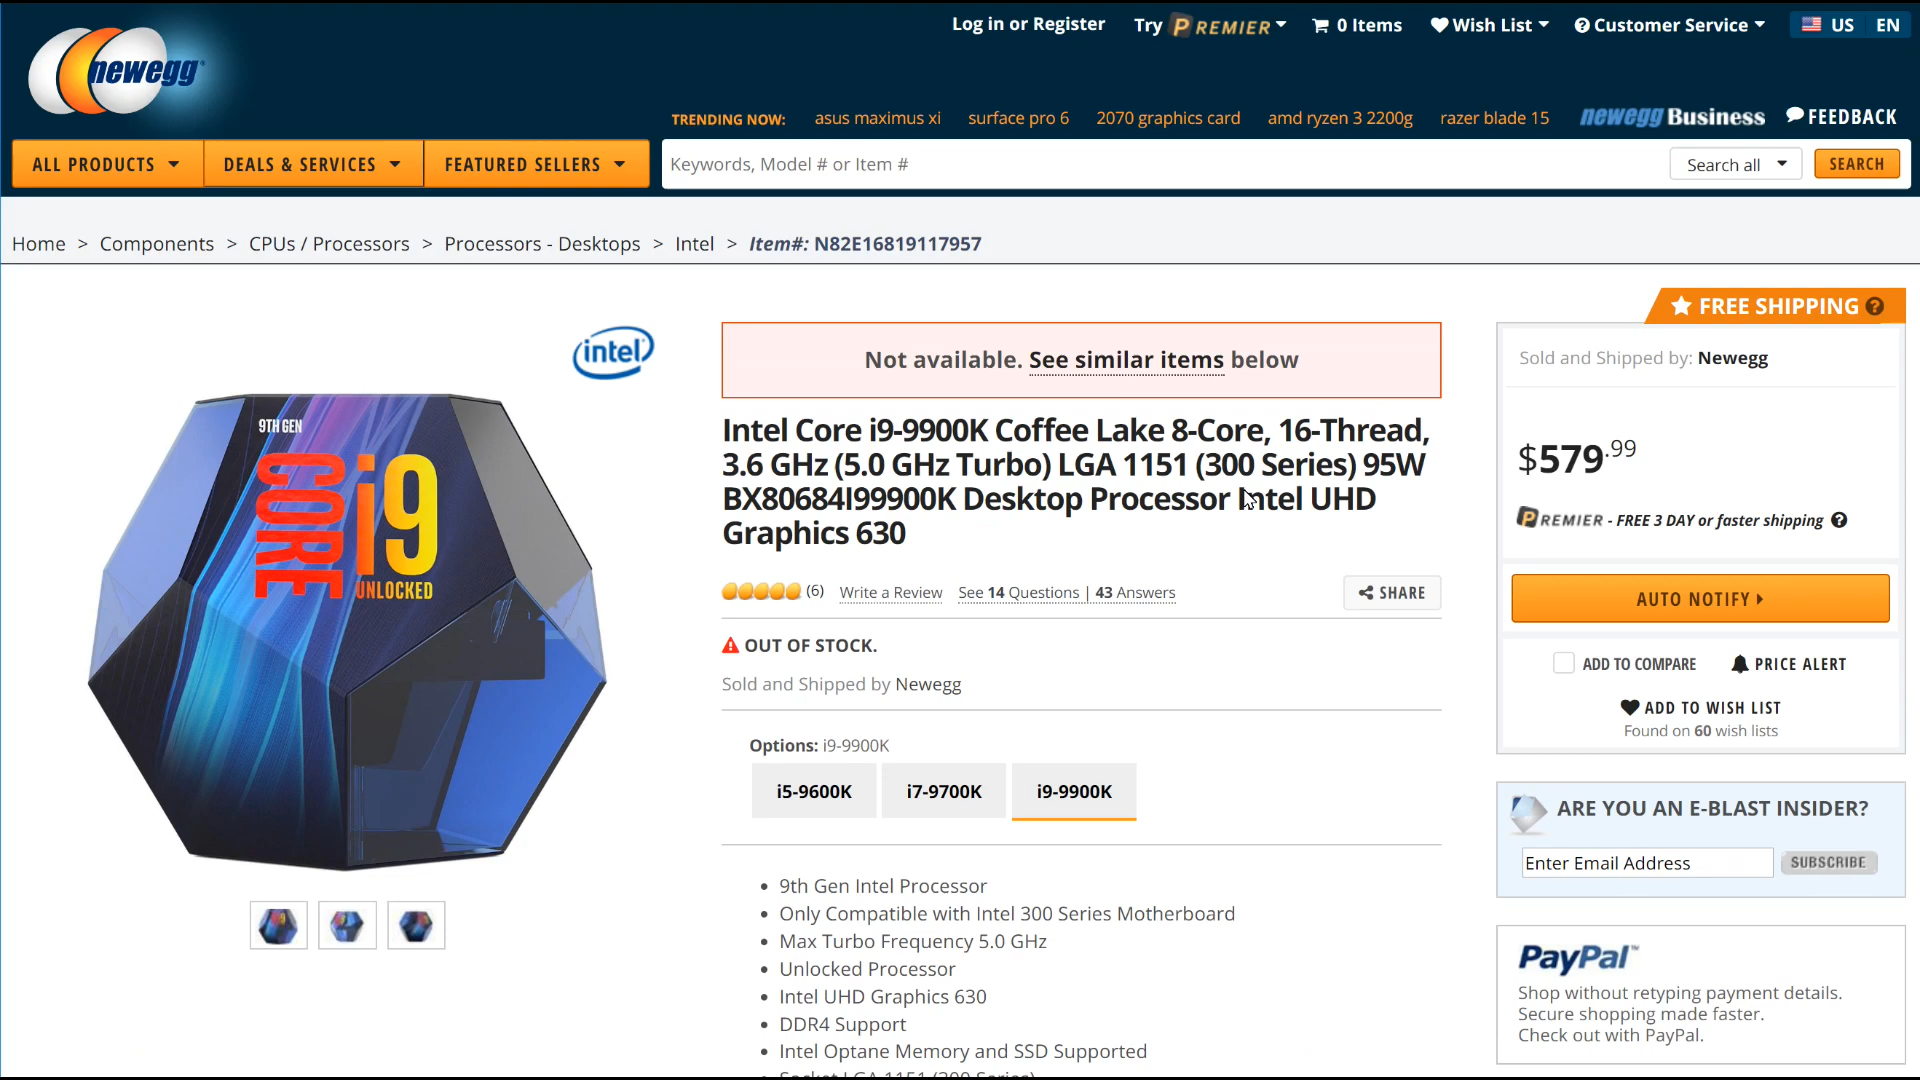 Log in or Register
Try PREMIER
0 Items
Wish List
Customer Service
US
EN
newegg
TRENDING NOW:
asus maximus xi
surface pro 6
2070 graphics card
amd ryzen 3 2200g
razer blade 15
newegg Business
FEEDBACK
ALL PRODUCTS
DEALS & SERVICES
FEATURED SELLERS
Keywords, Model # or Item #
Search all
SEARCH
Home > Components > CPUs / Processors > Processors - Desktops > Intel > Item#: N82E16819117957
intel
9TH GEN
CORE
i9
UNLOCKED
Not available. See similar items below
Intel Core i9-9900K Coffee Lake 8-Core, 16-Thread,
3.6 GHz (5.0 GHz Turbo) LGA 1151 (300 Series) 95W
BX80684I99900K Desktop Processor Intel UHD
Graphics 630
(6)
Write a Review
See 14 Questions | 43 Answers
SHARE
OUT OF STOCK.
Sold and Shipped by Newegg
Options: i9-9900K
i5-9600K
i7-9700K
i9-9900K
9th Gen Intel Processor
Only Compatible with Intel 300 Series Motherboard
Max Turbo Frequency 5.0 GHz
Unlocked Processor
Intel UHD Graphics 630
DDR4 Support
Intel Optane Memory and SSD Supported
Socket LGA 1151 (300 Series)
FREE SHIPPING
Sold and Shipped by: Newegg
$579.99
PREMIER - FREE 3 DAY or faster shipping
AUTO NOTIFY
ADD TO COMPARE
PRICE ALERT
ADD TO WISH LIST
Found on 60 wish lists
ARE YOU AN E-BLAST INSIDER?
Enter Email Address
SUBSCRIBE
PayPal™
Shop without retyping payment details.
Secure shopping made faster.
Check out with PayPal.